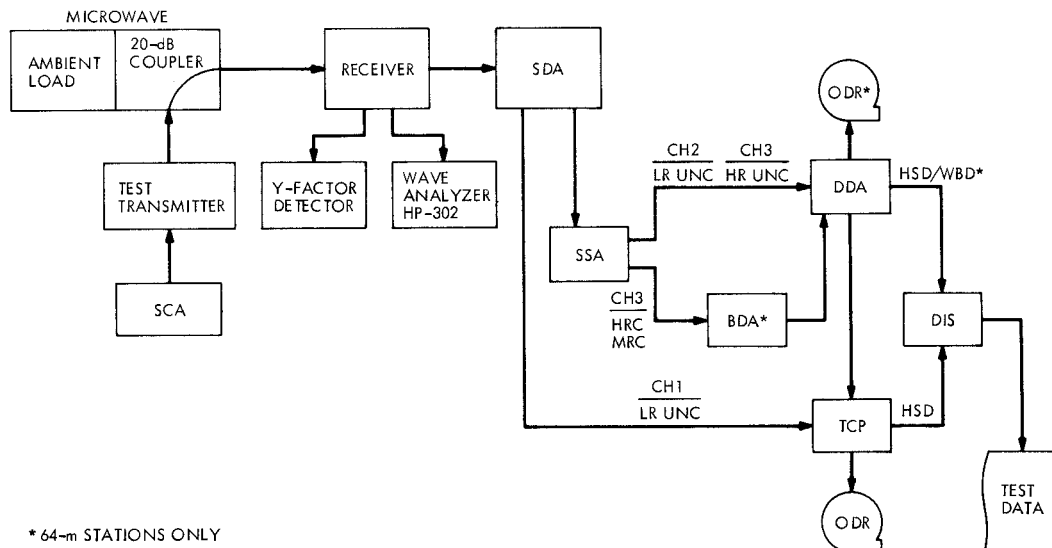 MICROWAVE
AMBIENT
LOAD
20-dB
COUPLER
RECEIVER
SDA
ODR*
TEST
TRANSMITTER
Y-FACTOR
DETECTOR
WAVE
ANALYZER
HP-302
CH2
LR UNC
CH3
HR UNC
DDA
HSD/WBD*
SSA
SCA
CH3
HRC
MRC
BDA*
DIS
CH1
LR UNC
TCP
HSD
ODR
TEST
DATA
* 64-m STATIONS ONLY